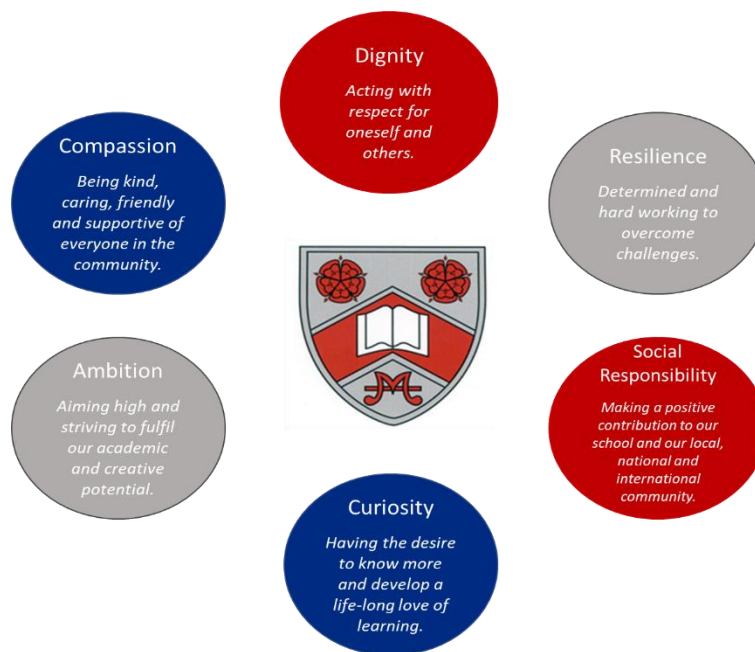 Dignity
Acting with
respect for
oneself and
others.
Compassion
Being kind,
caring, friendly
and supportive of
everyone in the
community.
Resilience
Determined and
hard working to
overcome
challenges.
Ambition
Aiming high and
striving to fulfil
our academic
and creative
potential.
Social
Responsibility
Making a positive
contribution to our
school and our local,
national and
international
community.
Curiosity
Having the desire
to know more
and develop a
life-long love of
learning.